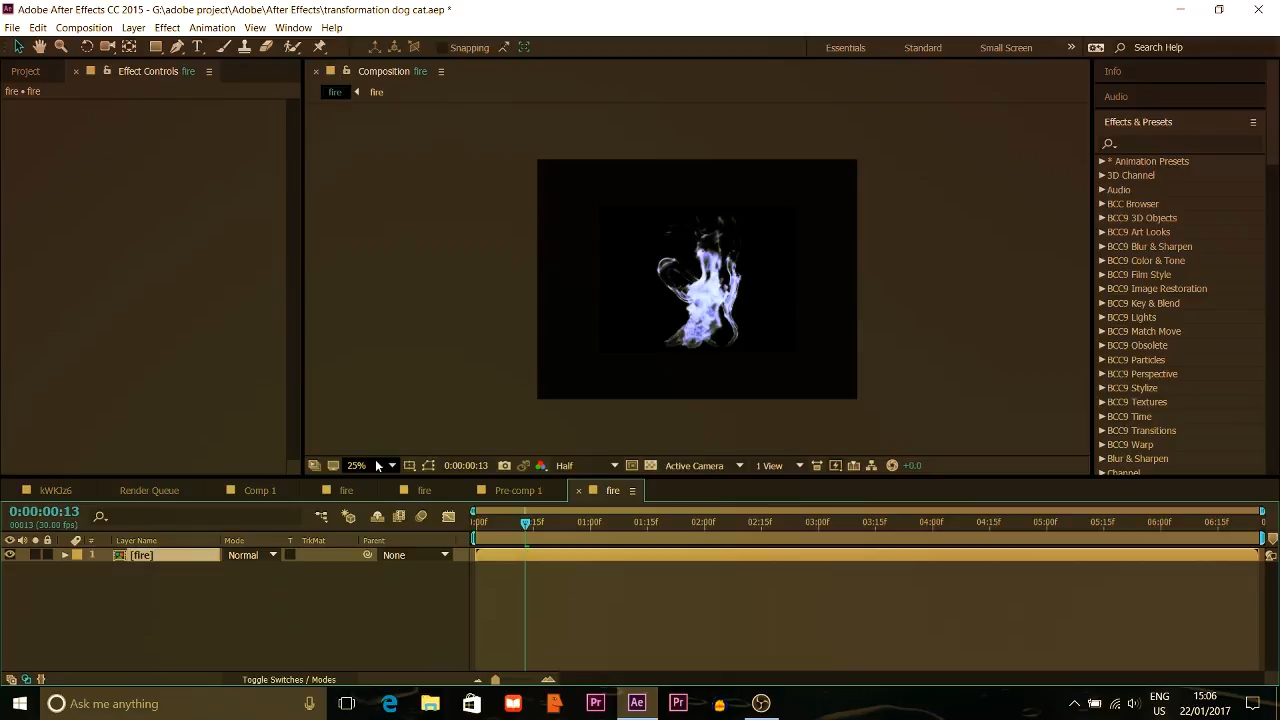 Adobe After Effects CC 2015 - G:\adobe project\Adobe\After Effects\transformation dog cat.aep *
File Edit Composition Layer Effect Animation View Window Help
Snapping Essentials Standard Small Screen » Search Help
Project Effect Controls fire
fire • fire
Composition fire
fire fire
Info
Audio
Effects & Presets
* Animation Presets
3D Channel
Audio
BCC Browser
BCC9 3D Objects
BCC9 Art Looks
BCC9 Blur & Sharpen
BCC9 Color & Tone
BCC9 Film Style
BCC9 Image Restoration
BCC9 Key & Blend
BCC9 Lights
BCC9 Match Move
BCC9 Obsolete
BCC9 Particles
BCC9 Perspective
BCC9 Stylize
BCC9 Textures
BCC9 Time
BCC9 Transitions
BCC9 Warp
Blur & Sharpen
Channel
25% 0:00:00:13 Half Active Camera 1 View +0.0
kWKJz6 Render Queue Comp 1 fire fire Pre-comp 1 fire
0:00:00:13
00013 (30.00 fps)
:00f 15f 01:00f 01:15f 02:00f 02:15f 03:00f 03:15f 04:00f 04:15f 05:00f 05:15f 06:00f 06:15f
# Layer Name Mode T TrkMat Parent
1 [fire] Normal None
Toggle Switches / Modes
Ask me anything
ENG
US
15:06
22/01/2017